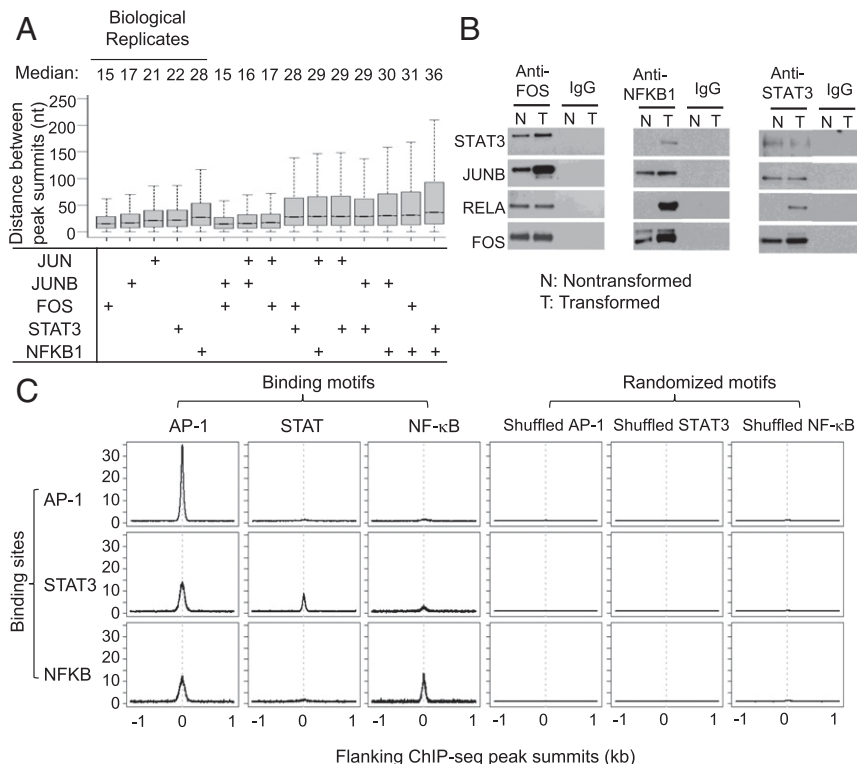 A
Biological
Replicates
Median: 15 17 21 22 28 15 16 17 28 29 29 29 30 31 36
Distance between
peak summits (nt)
250
200
150
100
50
0
JUN + + + + +
JUNB + + + + +
FOS + + + + +
STAT3 + + + + +
NFKB1 + + + + +
B
Anti-
FOS
IgG
Anti-
NFKB1
IgG
Anti-
STAT3
IgG
N T N T N T N T N T N T
STAT3
JUNB
RELA
FOS
N: Nontransformed
T: Transformed
C
Binding motifs
Randomized motifs
AP-1 STAT NF-κB Shuffled AP-1 Shuffled STAT3 Shuffled NF-κB
Binding sites
AP-1
30
20
10
0
STAT3
30
20
10
0
NFKB
30
20
10
0
-1 0 1 -1 0 1 -1 0 1 -1 0 1 -1 0 1 -1 0 1
Flanking ChIP-seq peak summits (kb)